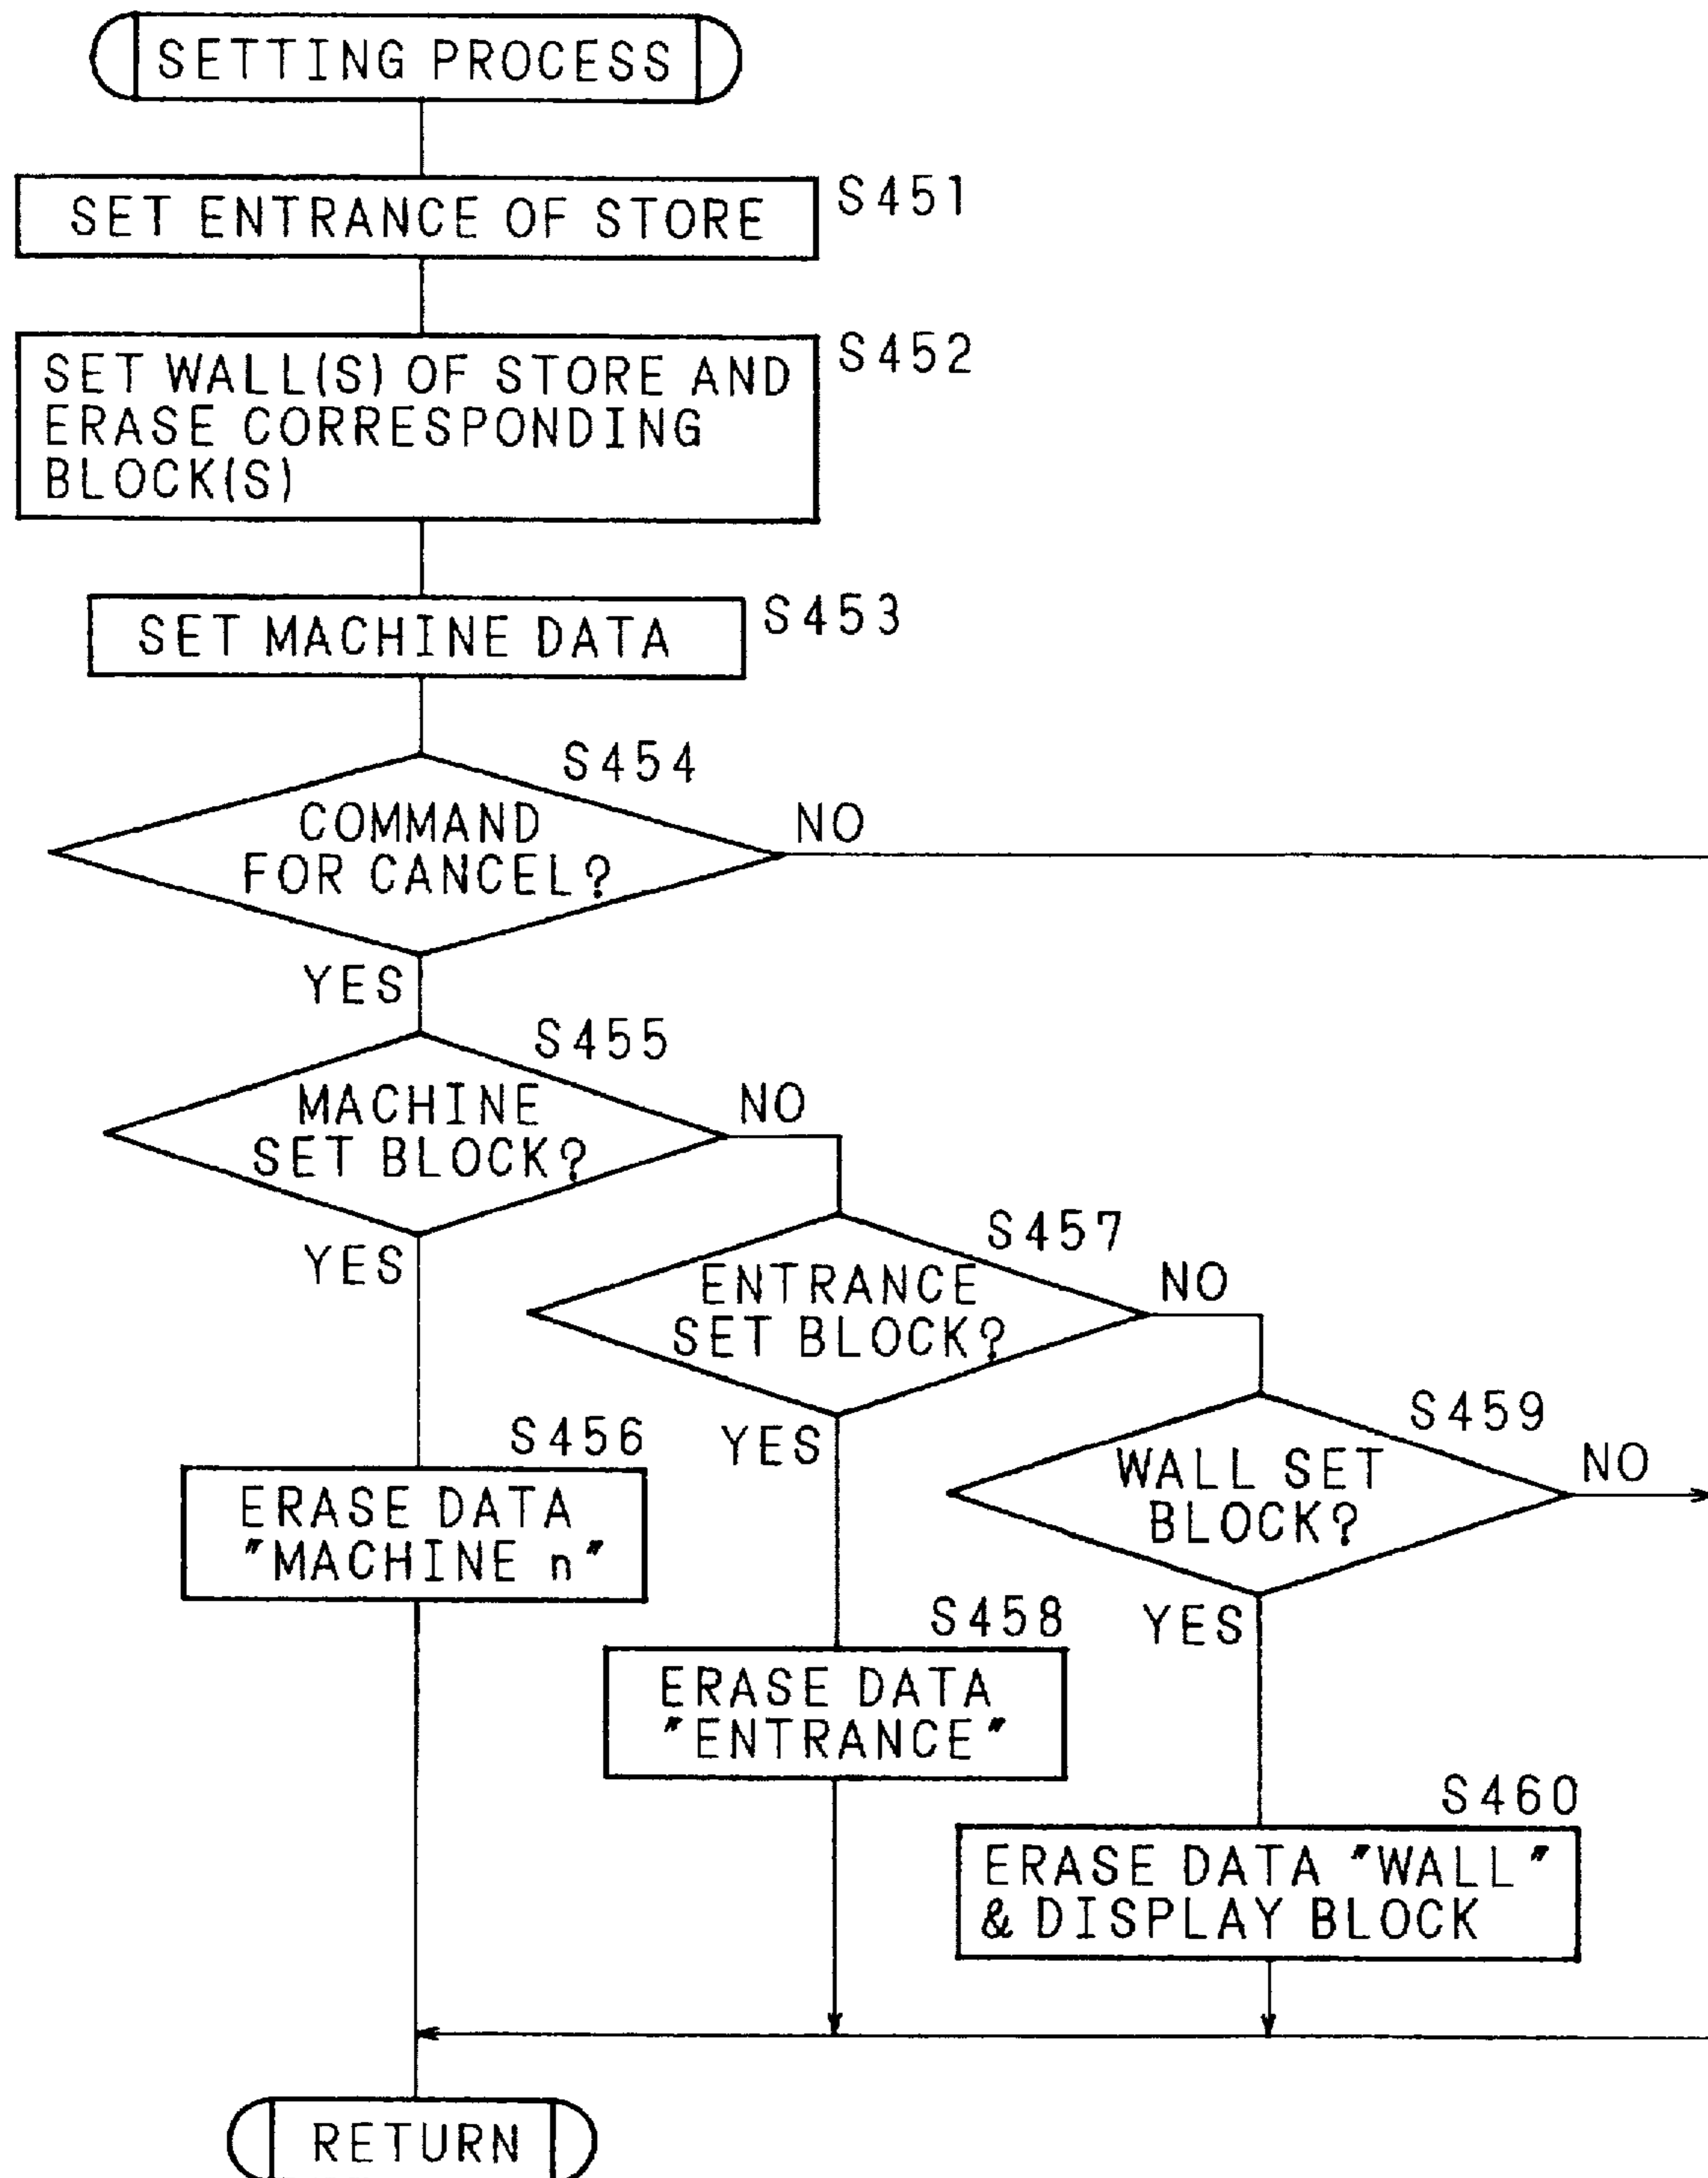 SETTING PROCESS
SET ENTRANCE OF STORE
S451
SET WALL(S) OF STORE AND
ERASE CORRESPONDING
BLOCK(S)
S452
SET MACHINE DATA
S453
S454
COMMAND
FOR CANCEL?
NO
YES
S455
MACHINE
SET BLOCK?
NO
YES
S457
ENTRANCE
SET BLOCK?
NO
YES
S459
WALL SET
BLOCK?
NO
YES
S456
ERASE DATA
"MACHINE n"
S458
ERASE DATA
"ENTRANCE"
S460
ERASE DATA "WALL"
& DISPLAY BLOCK
RETURN